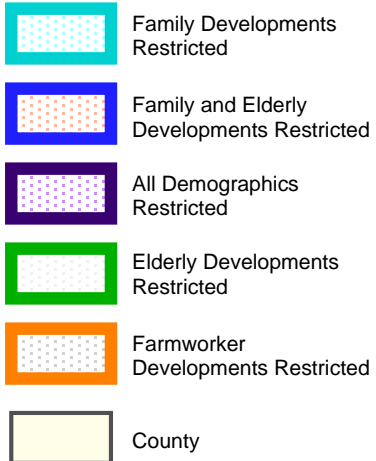 Family Developments
Restricted
Family and Elderly
Developments Restricted
All Demographics
Restricted
Elderly Developments
Restricted
Farmworker
Developments Restricted
County